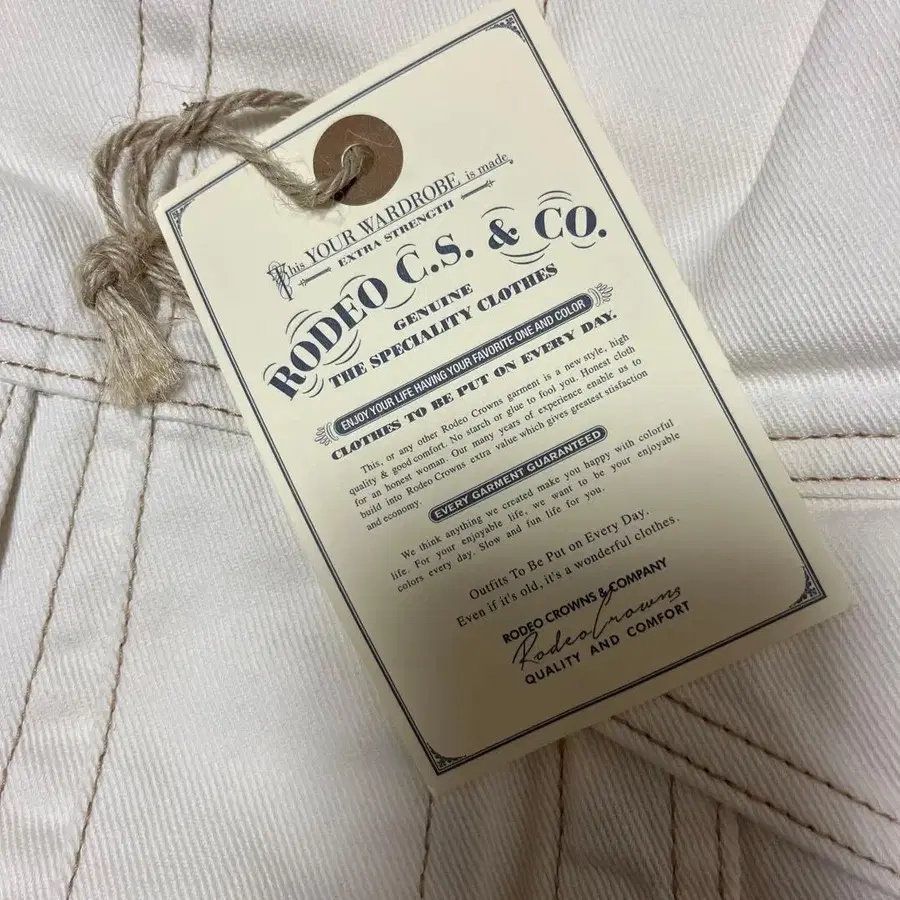 This YOUR WARDROBE is made
EXTRA STRENGTH
RODEO C.S. & CO.
GENUINE
THE SPECIALITY CLOTHES
ENJOY YOUR LIFE HAVING YOUR FAVORITE ONE AND COLOR
CLOTHES TO BE PUT ON EVERY DAY.
This, or any other Rodeo Crowns garment is a new style, high
quality & good comfort. No starch or glue to fool you. Honest cloth
for an honest woman. Our many years of experience enable us to
build into Rodeo Crowns extra value which gives greatest stisfaction
and economy.
EVERY GARMENT GUARANTEED
We think anything we created make you happy with colorful
life. For your enjoyable life, we want to be your enjoyable
colors every day. Slow and fun life for you.
Outfits To Be Put on Every Day.
Even if it's old, it's a wonderful clothes.
RODEO CROWNS & COMPANY
RodeoCrowns
QUALITY AND COMFORT